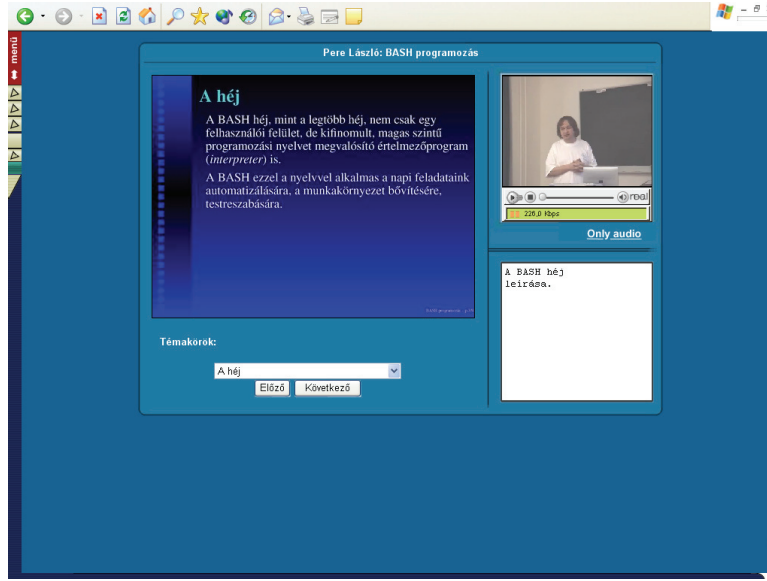 menü
Pere László: BASH programozás
A héj
A BASH héj, mint a legtöbb héj, nem csak egy
felhasználói felület, de kifinomult, magas szintű
programozási nyelvet megvalósító értelmezőprogram
(interpreter) is.
A BASH ezzel a nyelvvel alkalmas a napi feladataink
automatizálására, a munkakörnyezet bővítésére,
testreszabására.
real
226,0 Kbps
Only audio
A BASH héj
leírása.
Témakörök:
A héj
Előző
Következő